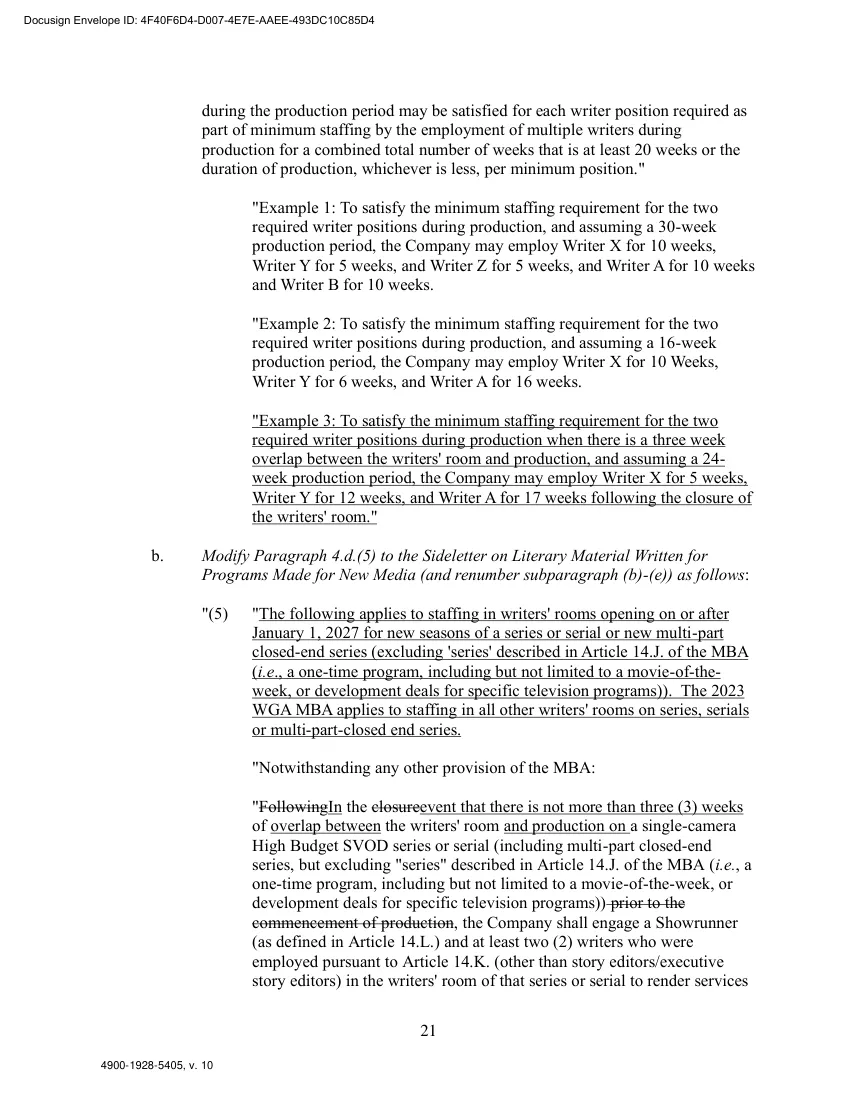 Docusign Envelope ID: 4F40F6D4-D007-4E7E-AAEE-493DC10C85D4
during the production period may be satisfied for each writer position required as
part of minimum staffing by the employment of multiple writers during
production for a combined total number of weeks that is at least 20 weeks or the
duration of production, whichever is less, per minimum position."
"Example 1: To satisfy the minimum staffing requirement for the two
required writer positions during production, and assuming a 30-week
production period, the Company may employ Writer X for 10 weeks,
Writer Y for 5 weeks, and Writer Z for 5 weeks, and Writer A for 10 weeks
and Writer B for 10 weeks.
"Example 2: To satisfy the minimum staffing requirement for the two
required writer positions during production, and assuming a 16-week
production period, the Company may employ Writer X for 10 Weeks,
Writer Y for 6 weeks, and Writer A for 16 weeks.
"Example 3: To satisfy the minimum staffing requirement for the two
required writer positions during production when there is a three week
overlap between the writers' room and production, and assuming a 24-
week production period, the Company may employ Writer X for 5 weeks,
Writer Y for 12 weeks, and Writer A for 17 weeks following the closure of
the writers' room."
b. Modify Paragraph 4.d.(5) to the Sideletter on Literary Material Written for
Programs Made for New Media (and renumber subparagraph (b)-(e)) as follows:
"(5) "The following applies to staffing in writers' rooms opening on or after
January 1, 2027 for new seasons of a series or serial or new multi-part
closed-end series (excluding 'series' described in Article 14.J. of the MBA
(i.e., a one-time program, including but not limited to a movie-of-the-
week, or development deals for specific television programs)). The 2023
WGA MBA applies to staffing in all other writers' rooms on series, serials
or multi-part-closed end series.
"Notwithstanding any other provision of the MBA:
"FollowingIn the closureevent that there is not more than three (3) weeks
of overlap between the writers' room and production on a single-camera
High Budget SVOD series or serial (including multi-part closed-end
series, but excluding "series" described in Article 14.J. of the MBA (i.e., a
one-time program, including but not limited to a movie-of-the-week, or
development deals for specific television programs)) prior to the
commencement of production, the Company shall engage a Showrunner
(as defined in Article 14.L.) and at least two (2) writers who were
employed pursuant to Article 14.K. (other than story editors/executive
story editors) in the writers' room of that series or serial to render services
21
4900-1928-5405, v. 10